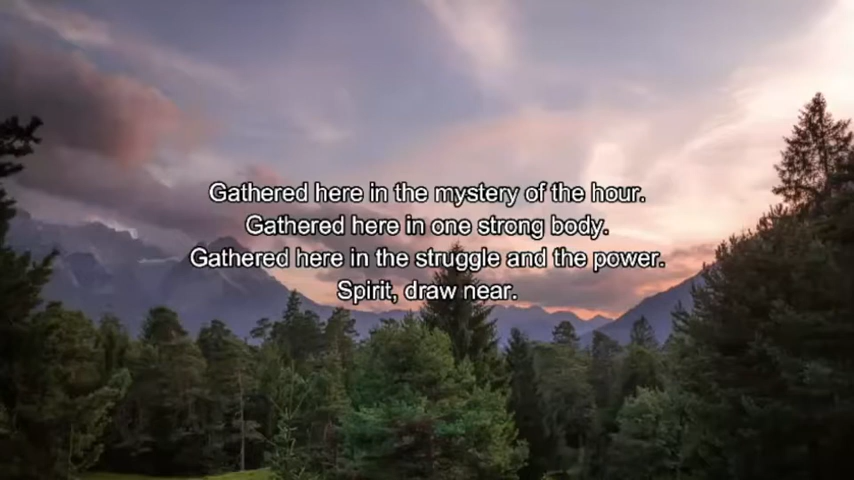 Gathered here in the mystery of the hour.
Gathered here in one strong body.
Gathered here in the struggle and the power.
Spirit, draw near.